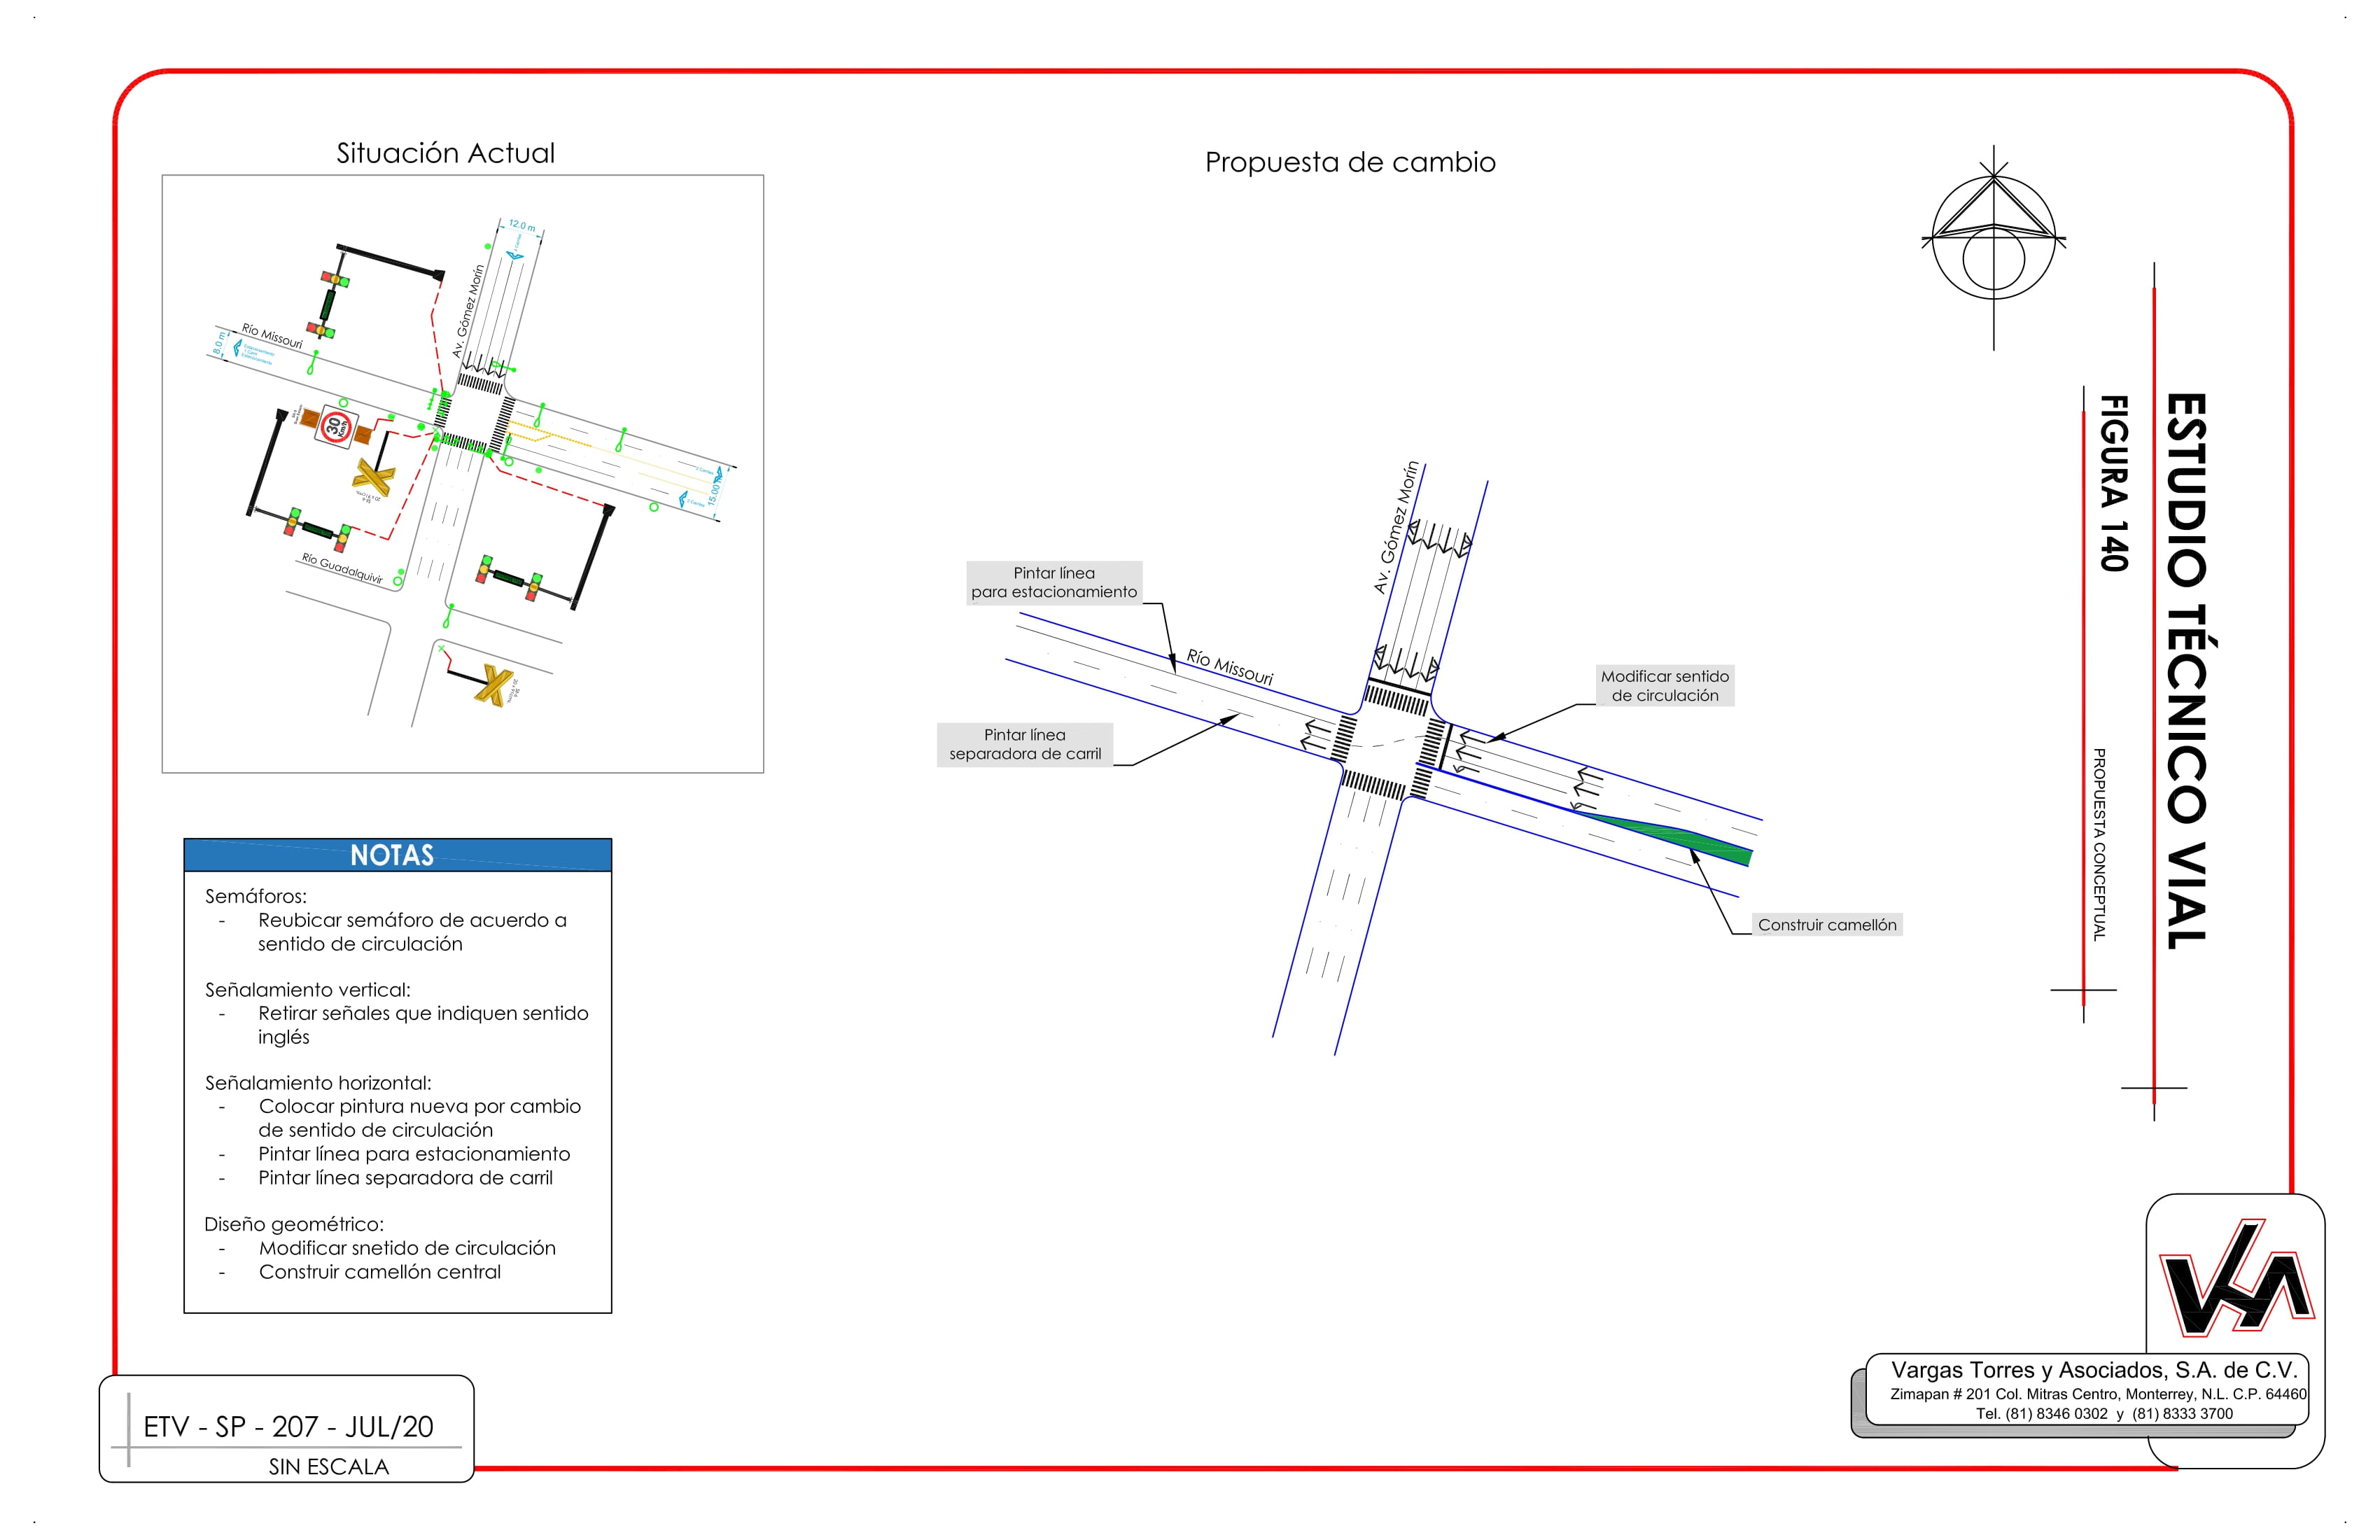 Situación Actual
12.0 m
Av. Gómez Morín
Río Missouri
8.0 m
30
Km/h
15.00 m
Río Guadalquivir
Propuesta de cambio
Av. Gómez Morín
Pintar línea
para estacionamiento
Río Missouri
Modificar sentido
de circulación
Pintar línea
separadora de carril
Construir camellón
NOTAS
Semáforos:
- Reubicar semáforo de acuerdo a
sentido de circulación
Señalamiento vertical:
- Retirar señales que indiquen sentido
inglés
Señalamiento horizontal:
- Colocar pintura nueva por cambio
de sentido de circulación
- Pintar línea para estacionamiento
- Pintar línea separadora de carril
Diseño geométrico:
- Modificar snetido de circulación
- Construir camellón central
ESTUDIO TÉCNICO VIAL
FIGURA 140
PROPUESTA CONCEPTUAL
ETV - SP - 207 - JUL/20
SIN ESCALA
Vargas Torres y Asociados, S.A. de C.V.
Zimapan # 201 Col. Mitras Centro, Monterrey, N.L. C.P. 64460
Tel. (81) 8346 0302 y (81) 8333 3700